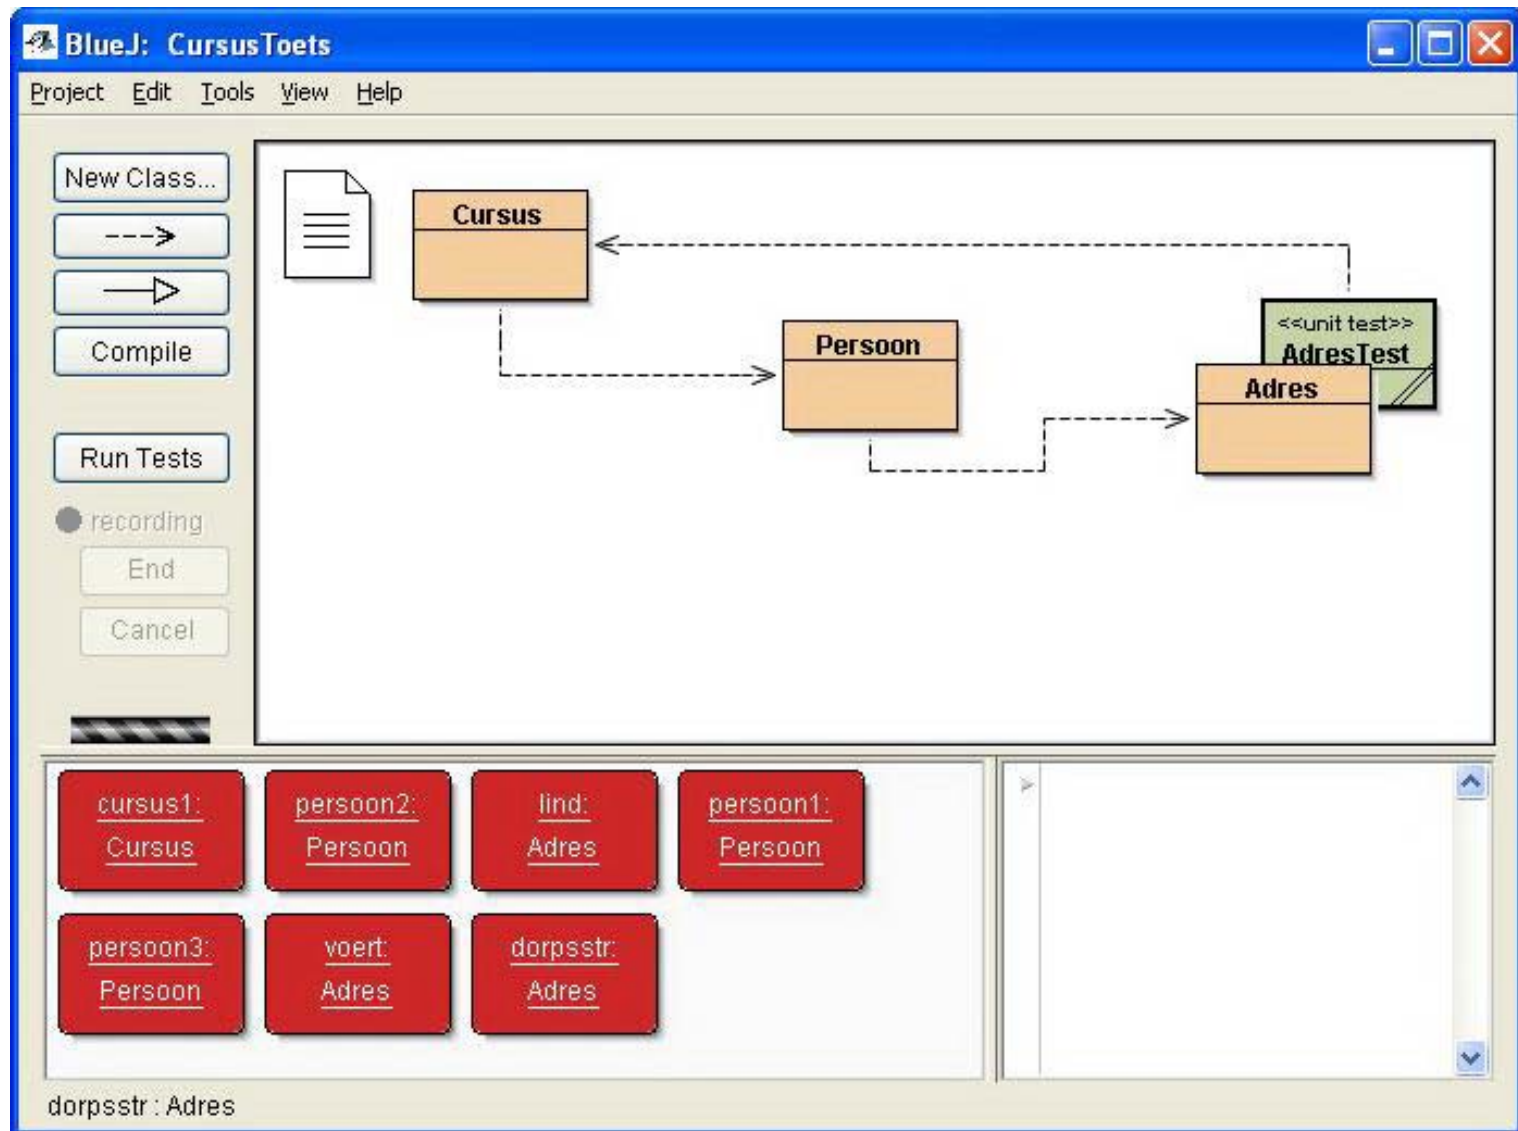 BlueJ: CursusToets
Project Edit Tools View Help
New Class...
Compile
Run Tests
recording
End
Cancel
Cursus
Persoon
<<unit test>>
AdresTest
Adres
cursus1:
Cursus
persoon2:
Persoon
lind:
Adres
persoon1:
Persoon
persoon3:
Persoon
voert:
Adres
dorpsstr:
Adres
dorpsstr : Adres